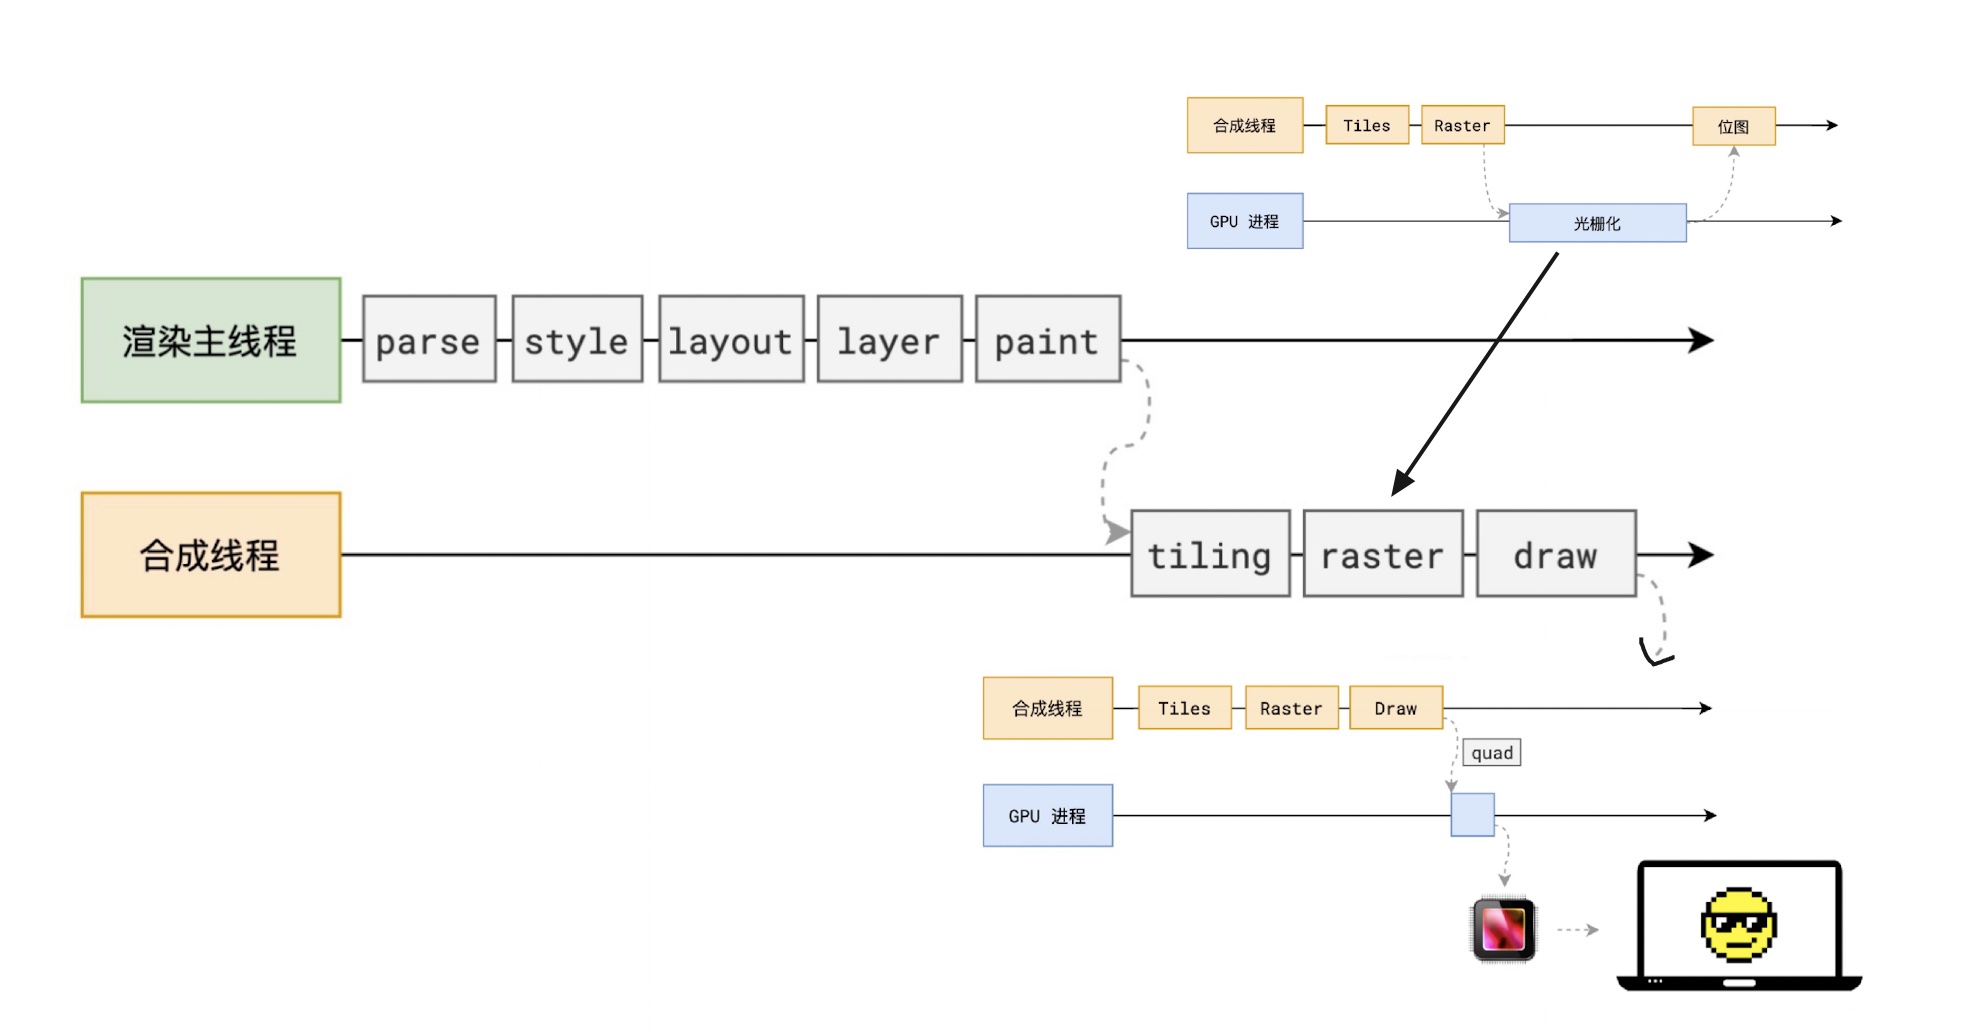 合成线程
Tiles
Raster
位图
GPU 进程
光栅化
渲染主线程
parse
style
layout
layer
paint
合成线程
tiling
raster
draw
合成线程
Tiles
Raster
Draw
quad
GPU 进程